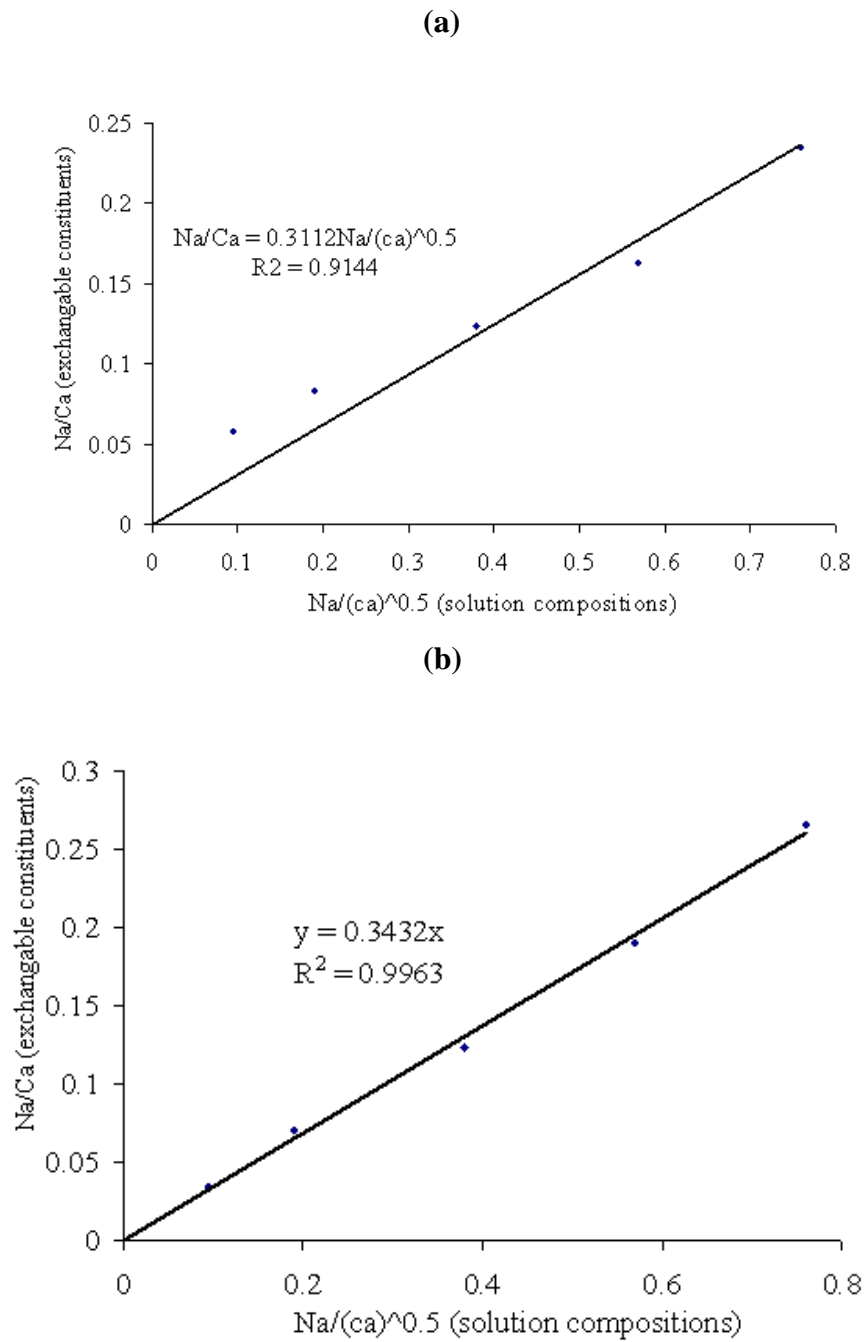 (a)
0.25
0.2
0.15
0.1
0.05
0
Na/Ca (exchangable constituents)
Na/Ca = 0.3112Na/(ca)^0.5
R2 = 0.9144
0 0.1 0.2 0.3 0.4 0.5 0.6 0.7 0.8
Na/(ca)^0.5 (solution compositions)
(b)
0.3
0.25
0.2
0.15
0.1
0.05
0
Na/Ca (exchangable constituents)
y = 0.3432x
R² = 0.9963
0 0.2 0.4 0.6 0.8
Na/(ca)^0.5 (solution compositions)